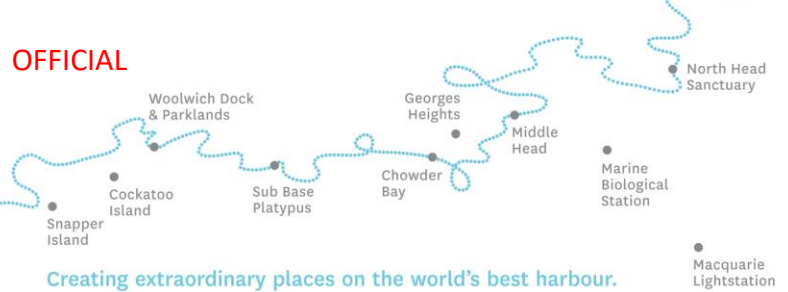 OFFICIAL
Woolwich Dock
& Parklands
Georges
Heights
North Head
Sanctuary
Middle
Head
Cockatoo
Island
Sub Base
Platypus
Chowder
Bay
Marine
Biological
Station
Snapper
Island
Macquarie
Lightstation
Creating extraordinary places on the world's best harbour.